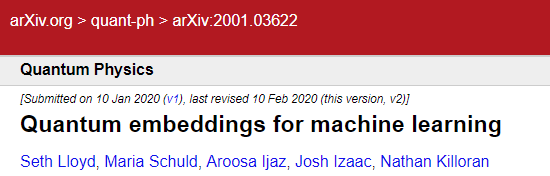 arXiv.org > quant-ph > arXiv:2001.03622
Quantum Physics
[Submitted on 10 Jan 2020 (v1), last revised 10 Feb 2020 (this version, v2)]
Quantum embeddings for machine learning
Seth Lloyd, Maria Schuld, Aroosa Ijaz, Josh Izaac, Nathan Killoran